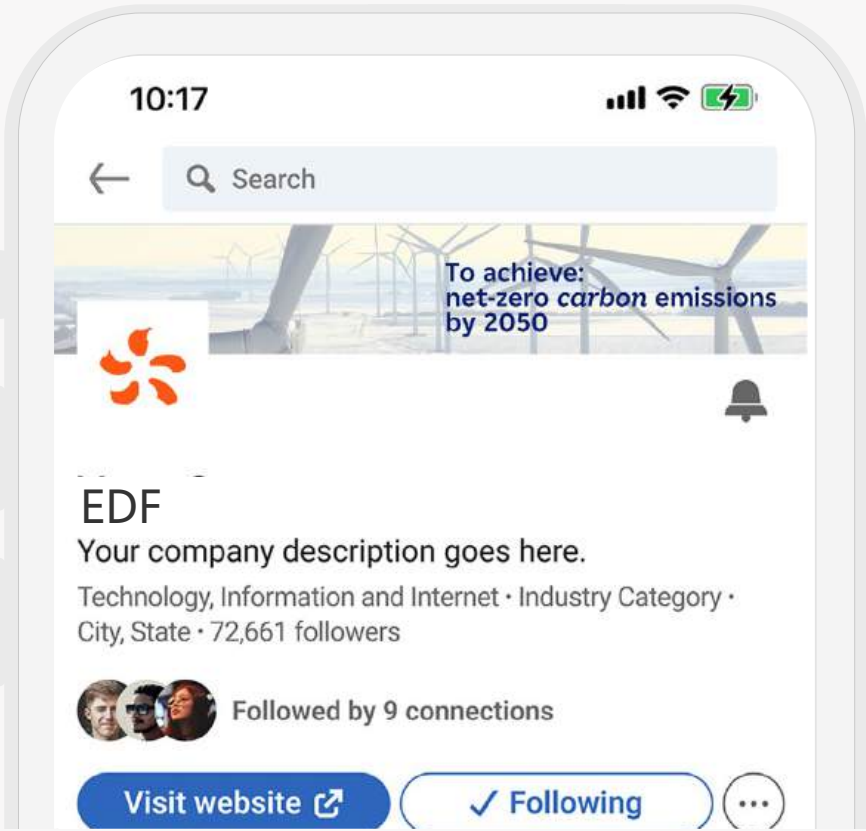 10:17
Search
To achieve:
net-zero carbon emissions
by 2050
EDF
Your company description goes here.
Technology, Information and Internet · Industry Category ·
City, State · 72,661 followers
Followed by 9 connections
Visit website
Following